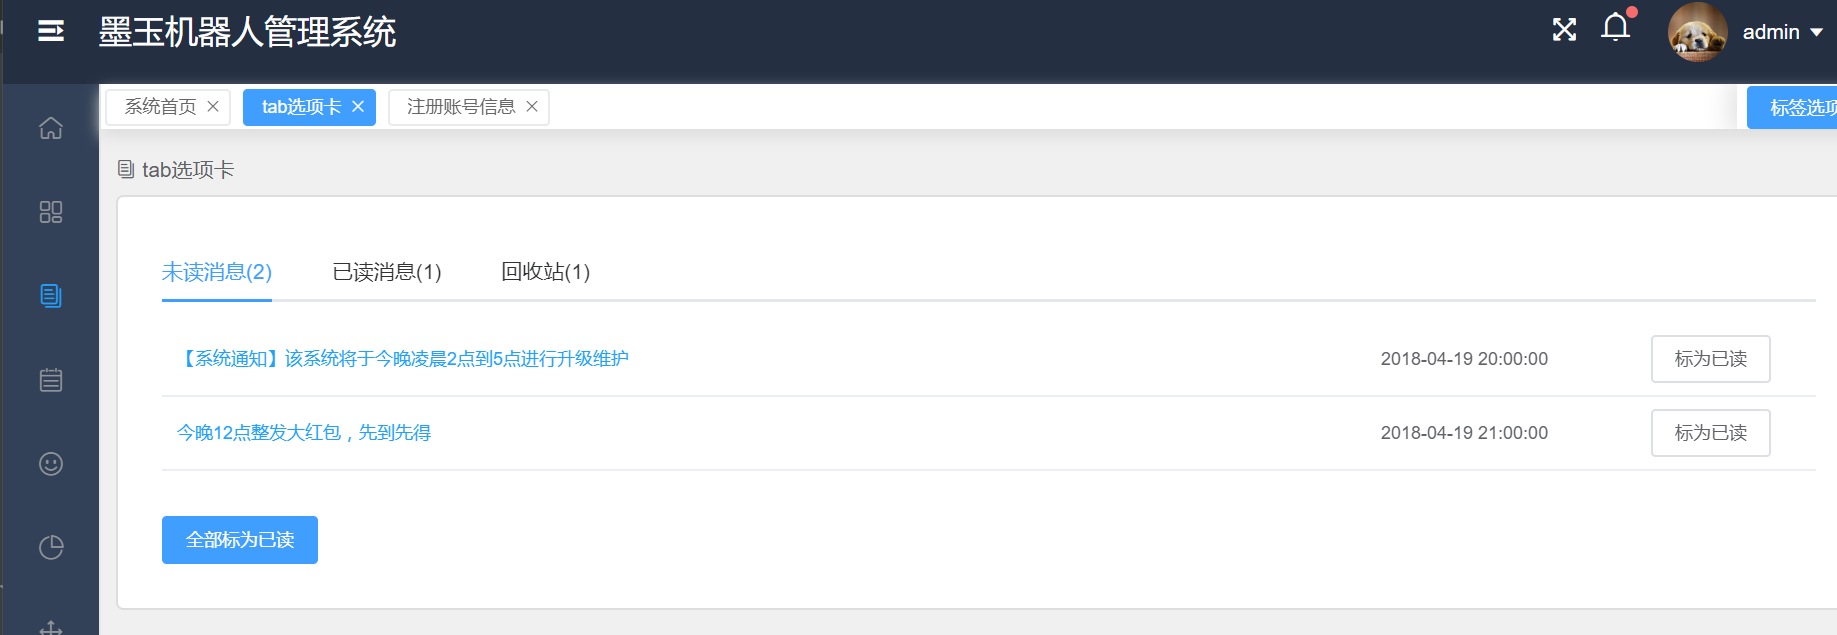 墨玉机器人管理系统
admin
系统首页
tab选项卡
注册账号信息
标签选项
tab选项卡
未读消息(2)
已读消息(1)
回收站(1)
【系统通知】该系统将于今晚凌晨2点到5点进行升级维护
2018-04-19 20:00:00
标为已读
今晚12点整发大红包，先到先得
2018-04-19 21:00:00
标为已读
全部标为已读